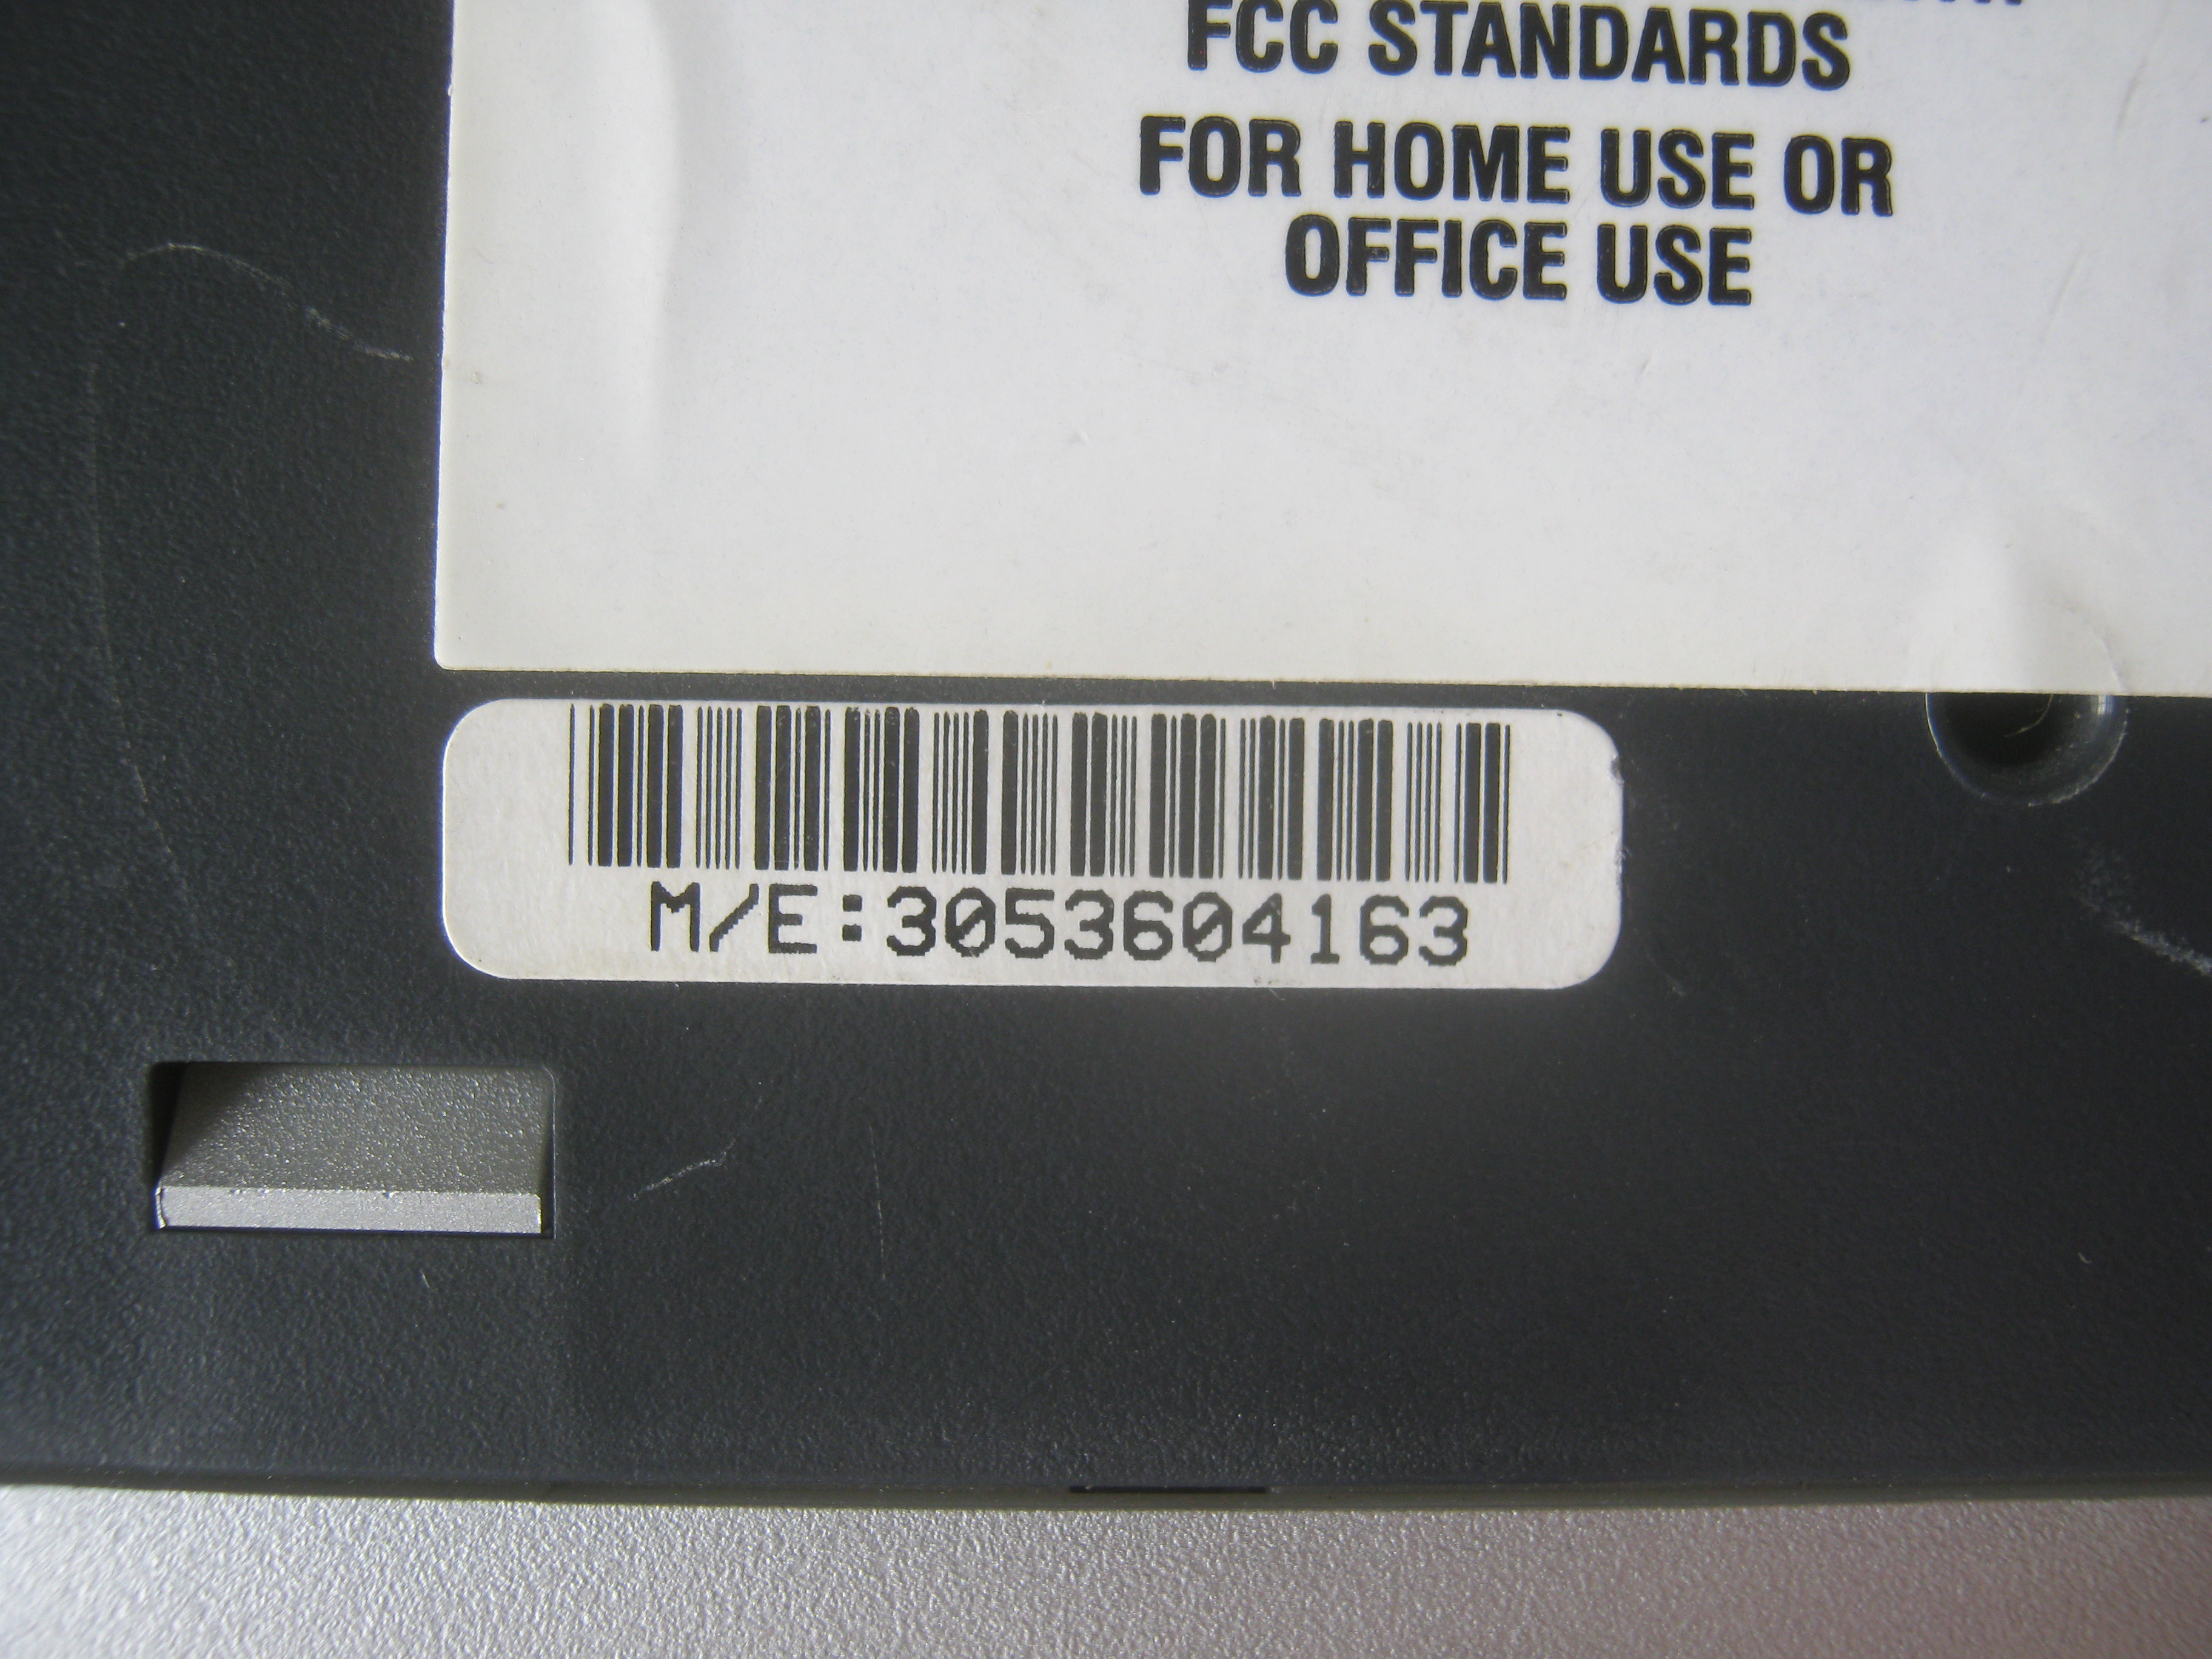 FCC STANDARDS
FOR HOME USE OR
OFFICE USE
M/E:3053604163